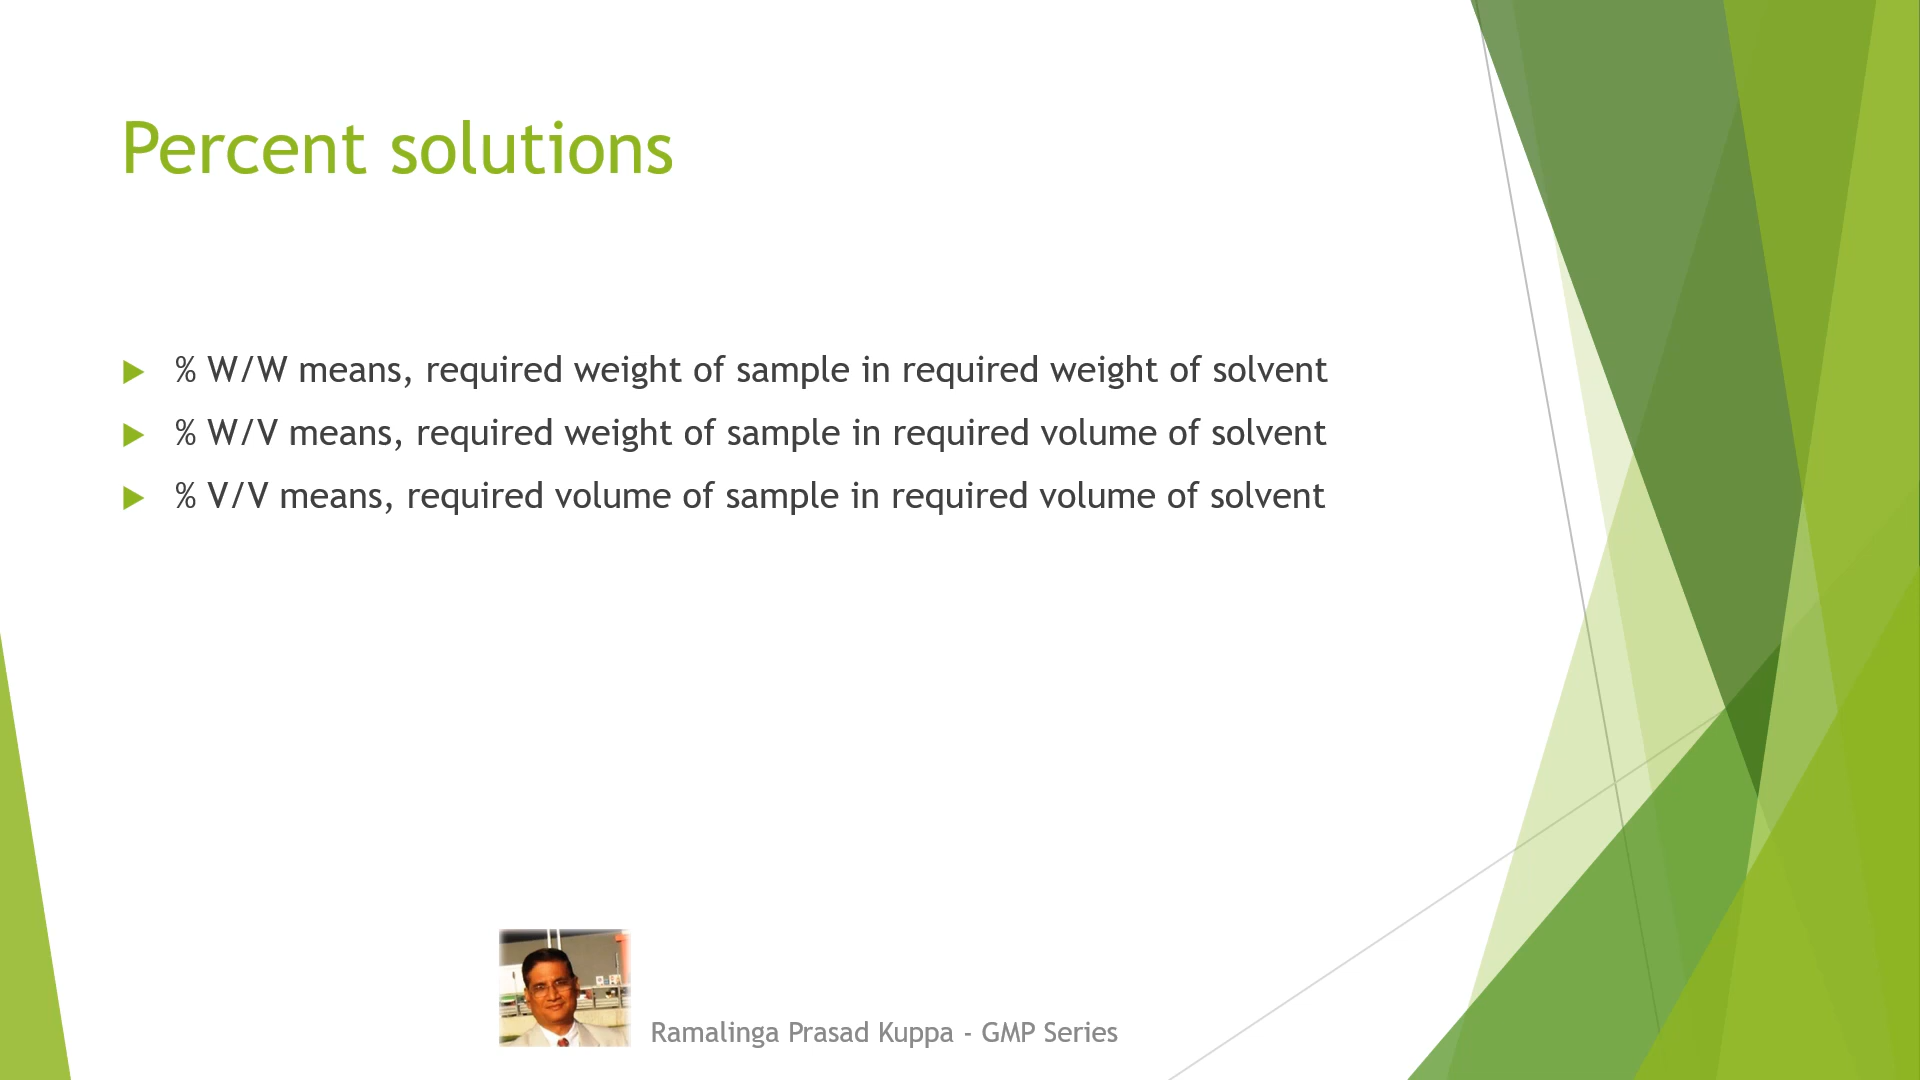 Percent solutions
% W/W means, required weight of sample in required weight of solvent
% W/V means, required weight of sample in required volume of solvent
% V/V means, required volume of sample in required volume of solvent
Ramalinga Prasad Kuppa - GMP Series